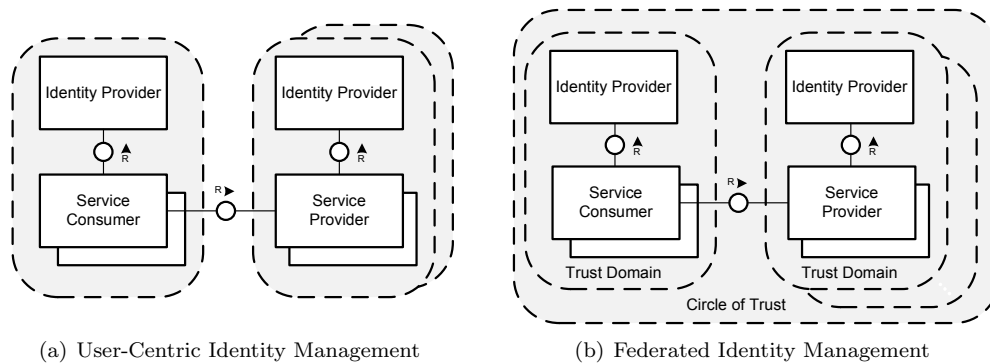 Identity Provider
R
Service
Consumer
R
Identity Provider
R
Service
Provider
(a) User-Centric Identity Management
Identity Provider
R
Service
Consumer
Trust Domain
R
Identity Provider
R
Service
Provider
Trust Domain
Circle of Trust
(b) Federated Identity Management